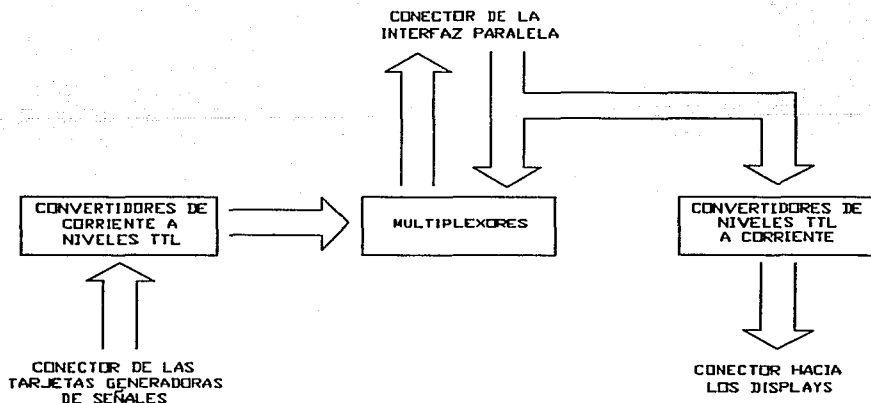 CONECTOR DE LA
INTERFAZ PARALELA
CONVERTIDORES DE
CORRIENTE A
NIVELES TTL
MULTIPLEXORES
CONVERTIDORES DE
NIVELES TTL
A CORRIENTE
CONECTOR DE LAS
TARJETAS GENERADORAS
DE SEÑALES
CONECTOR HACIA
LOS DISPLAYS